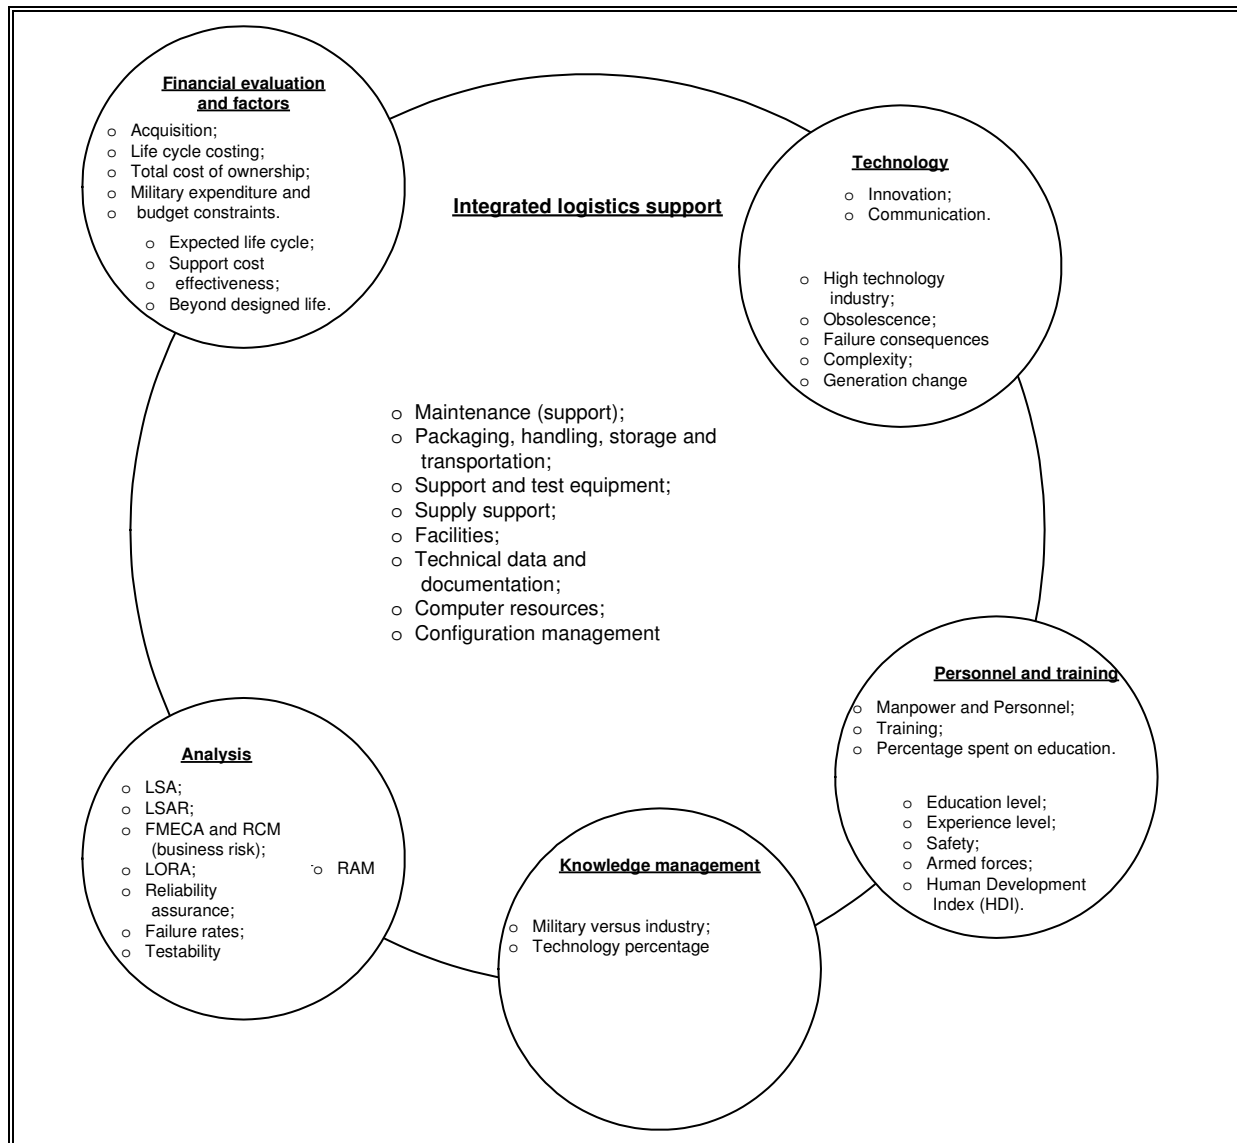 Financial evaluation
and factors
o Acquisition;
o Life cycle costing;
o Total cost of ownership;
o Military expenditure and
o budget constraints.
o Expected life cycle;
o Support cost
o effectiveness;
o Beyond designed life.
Integrated logistics support
Technology
o Innovation;
o Communication.
o High technology
industry;
o Obsolescence;
o Failure consequences
o Complexity;
o Generation change
o Maintenance (support);
o Packaging, handling, storage and
transportation;
o Support and test equipment;
o Supply support;
o Facilities;
o Technical data and
documentation;
o Computer resources;
o Configuration management
Personnel and training
o Manpower and Personnel;
o Training;
o Percentage spent on education.
o Education level;
o Experience level;
o Safety;
o Armed forces;
o Human Development
Index (HDI).
Analysis
o LSA;
o LSAR;
o FMECA and RCM
(business risk);
o LORA;
o Reliability
assurance;
o Failure rates;
o Testability
o RAM
Knowledge management
o Military versus industry;
o Technology percentage